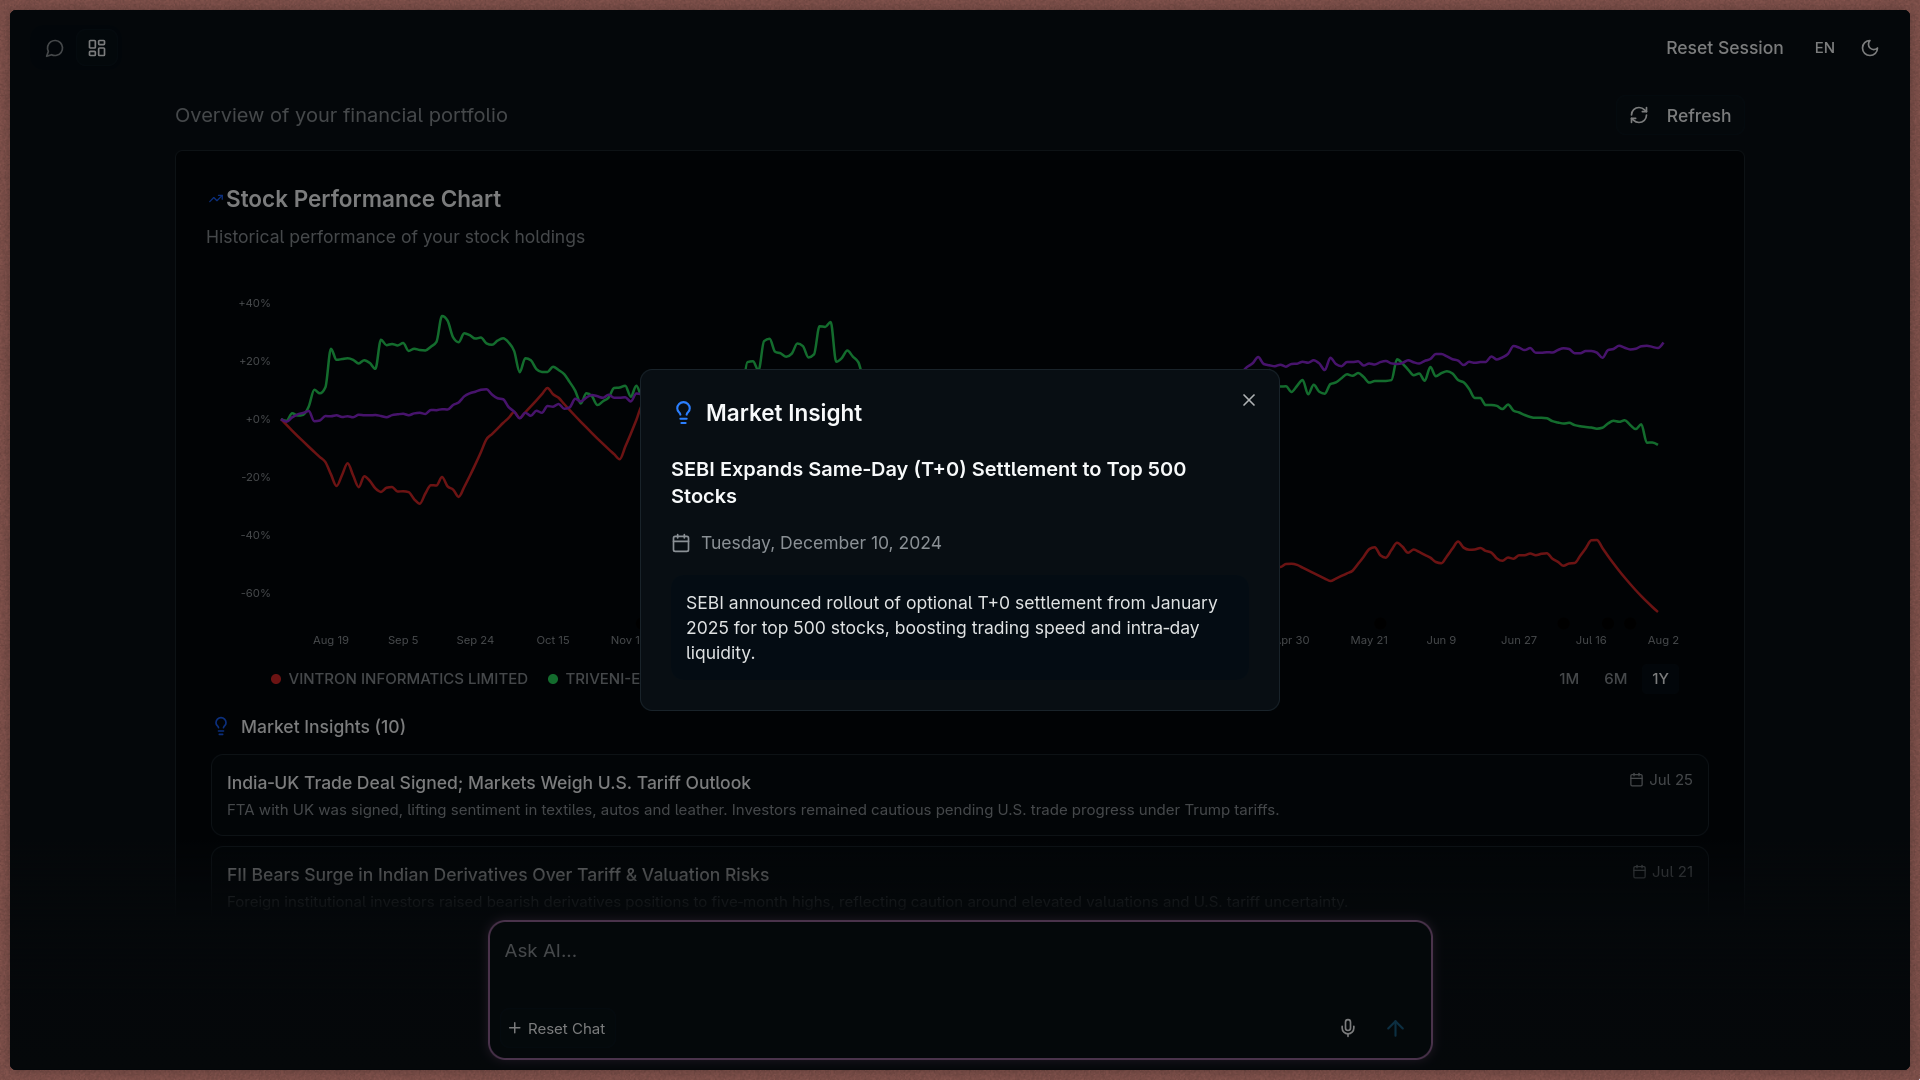 Reset Session
EN
Overview of your financial portfolio
Refresh
Stock Performance Chart
Historical performance of your stock holdings
+40%
+20%
+0%
-20%
-40%
-60%
Aug 19 Sep 5 Sep 24 Oct 15 Nov 1 pr 30 May 21 Jun 9 Jun 27 Jul 16 Aug 2
VINTRON INFORMATICS LIMITED TRIVENI-E
1M 6M 1Y
Market Insight
SEBI Expands Same-Day (T+0) Settlement to Top 500
Stocks
Tuesday, December 10, 2024
SEBI announced rollout of optional T+0 settlement from January
2025 for top 500 stocks, boosting trading speed and intra-day
liquidity.
Market Insights (10)
India-UK Trade Deal Signed; Markets Weigh U.S. Tariff Outlook
Jul 25
FTA with UK was signed, lifting sentiment in textiles, autos and leather. Investors remained cautious pending U.S. trade progress under Trump tariffs.
FII Bears Surge in Indian Derivatives Over Tariff & Valuation Risks
Jul 21
Foreign institutional investors raised bearish derivatives positions to five-month highs, reflecting caution around elevated valuations and U.S. tariff uncertainty.
Ask AI...
Reset Chat